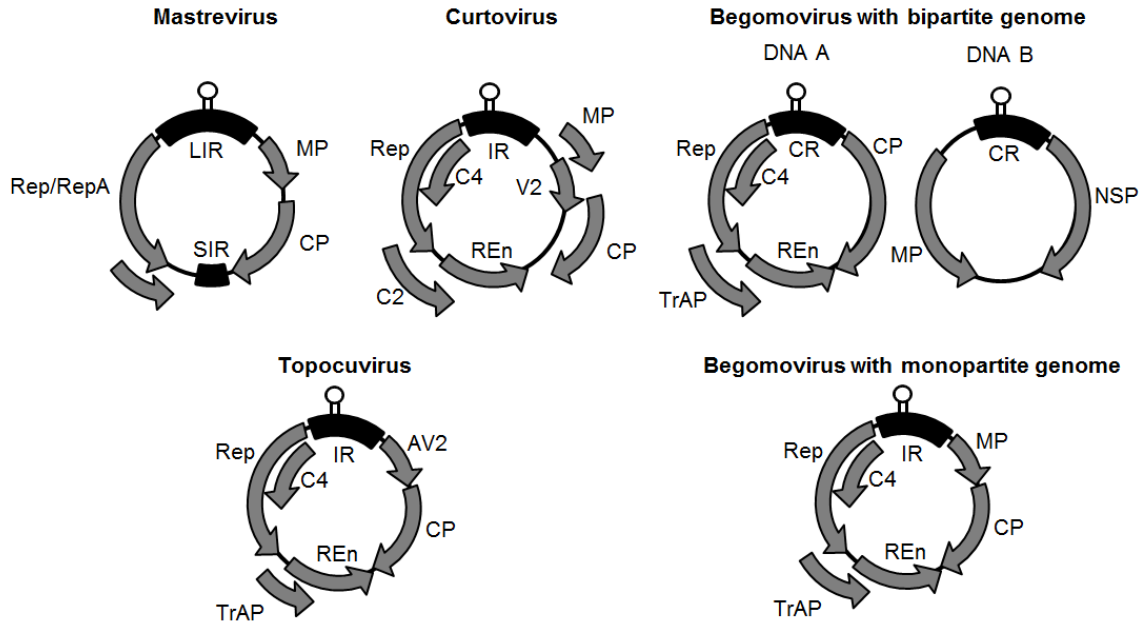 Mastrevirus
LIR
MP
Rep/RepA
SIR
CP
Curtovirus
MP
Rep
IR
C4
V2
REn
CP
C2
Begomovirus with bipartite genome
DNA A
DNA B
Rep
CR
CP
C4
REn
TrAP
CR
NSP
MP
Topocuvirus
Rep
IR
AV2
C4
CP
REn
TrAP
Begomovirus with monopartite genome
Rep
IR
MP
C4
CP
REn
TrAP